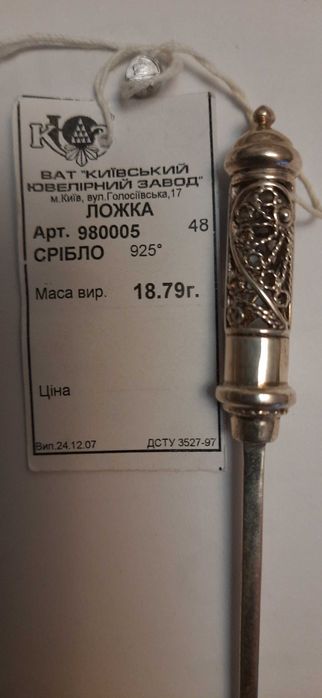 КЮЗ
ВАТ "КИЇВСЬКИЙ
ЮВЕЛІРНИЙ ЗАВОД"
м.Київ, вул.Голосіївська,17
ЛОЖКА
Арт. 980005 48
СРІБЛО 925°
Маса вир. 18.79г.
Ціна
Вип.24.12.07 ДСТУ 3527-97